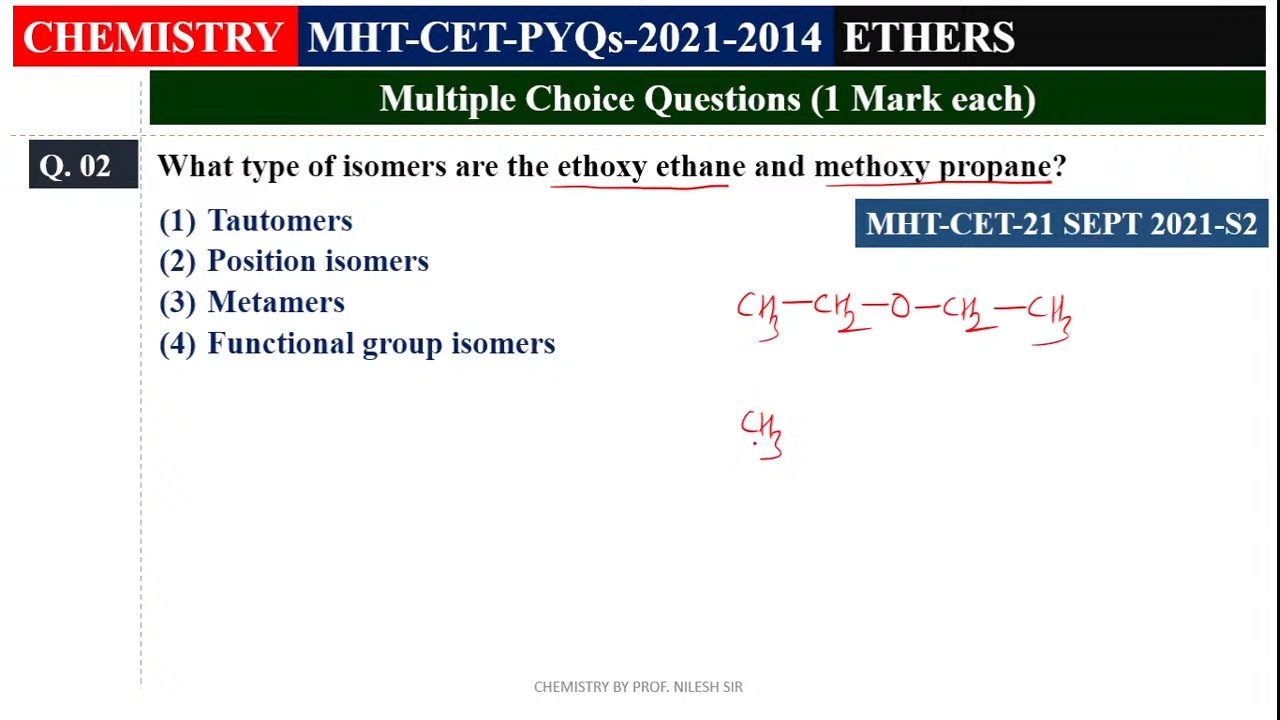 CHEMISTRY MHT-CET-PYQs-2021-2014 ETHERS
Multiple Choice Questions (1 Mark each)
Q. 02 What type of isomers are the ethoxy ethane and methoxy propane?
(1) Tautomers
MHT-CET-21 SEPT 2021-S2
(2) Position isomers
(3) Metamers
CH3—CH2—O—CH2—CH3
(4) Functional group isomers
CH3
CHEMISTRY BY PROF. NILESH SIR